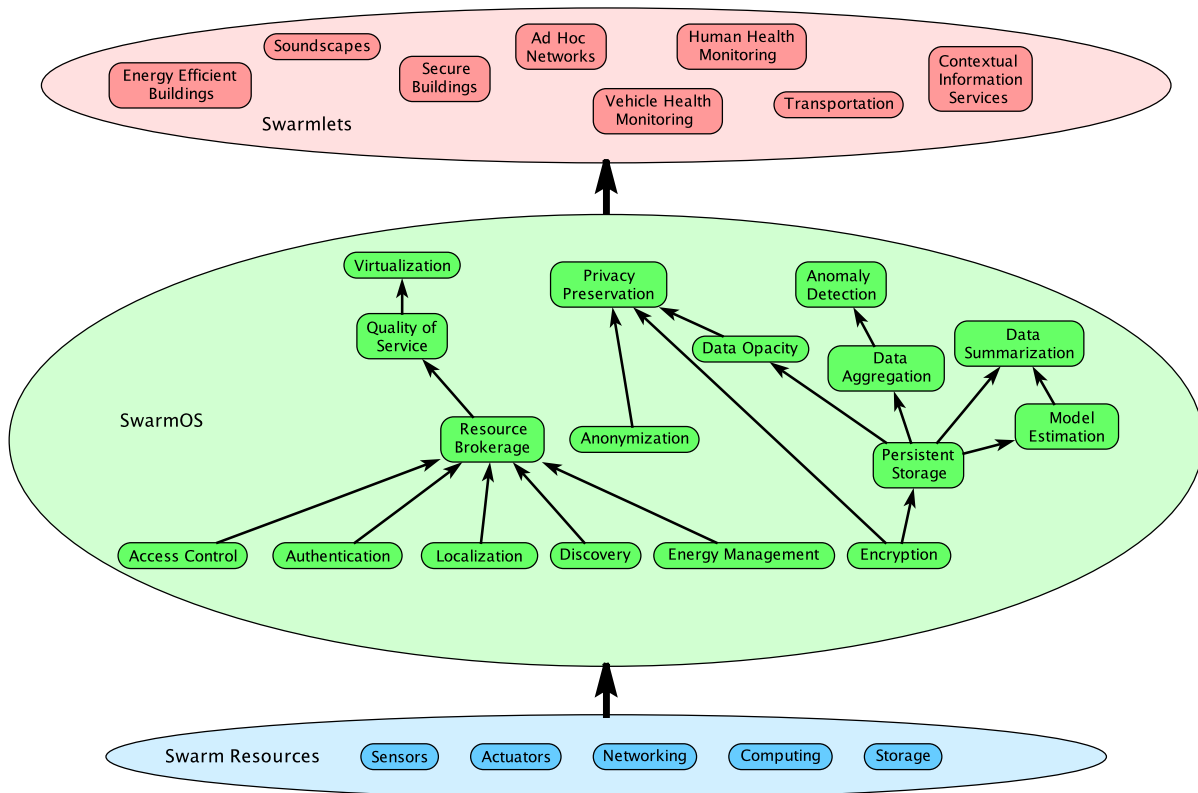 Soundscapes
Ad Hoc
Networks
Human Health
Monitoring
Energy Efficient
Buildings
Secure
Buildings
Contextual
Information
Services
Vehicle Health
Monitoring
Transportation
Swarmlets
Virtualization
Privacy
Preservation
Anomaly
Detection
Quality of
Service
Data Opacity
Data
Aggregation
Data
Summarization
SwarmOS
Resource
Brokerage
Anonymization
Model
Estimation
Persistent
Storage
Access Control
Authentication
Localization
Discovery
Energy Management
Encryption
Swarm Resources
Sensors
Actuators
Networking
Computing
Storage